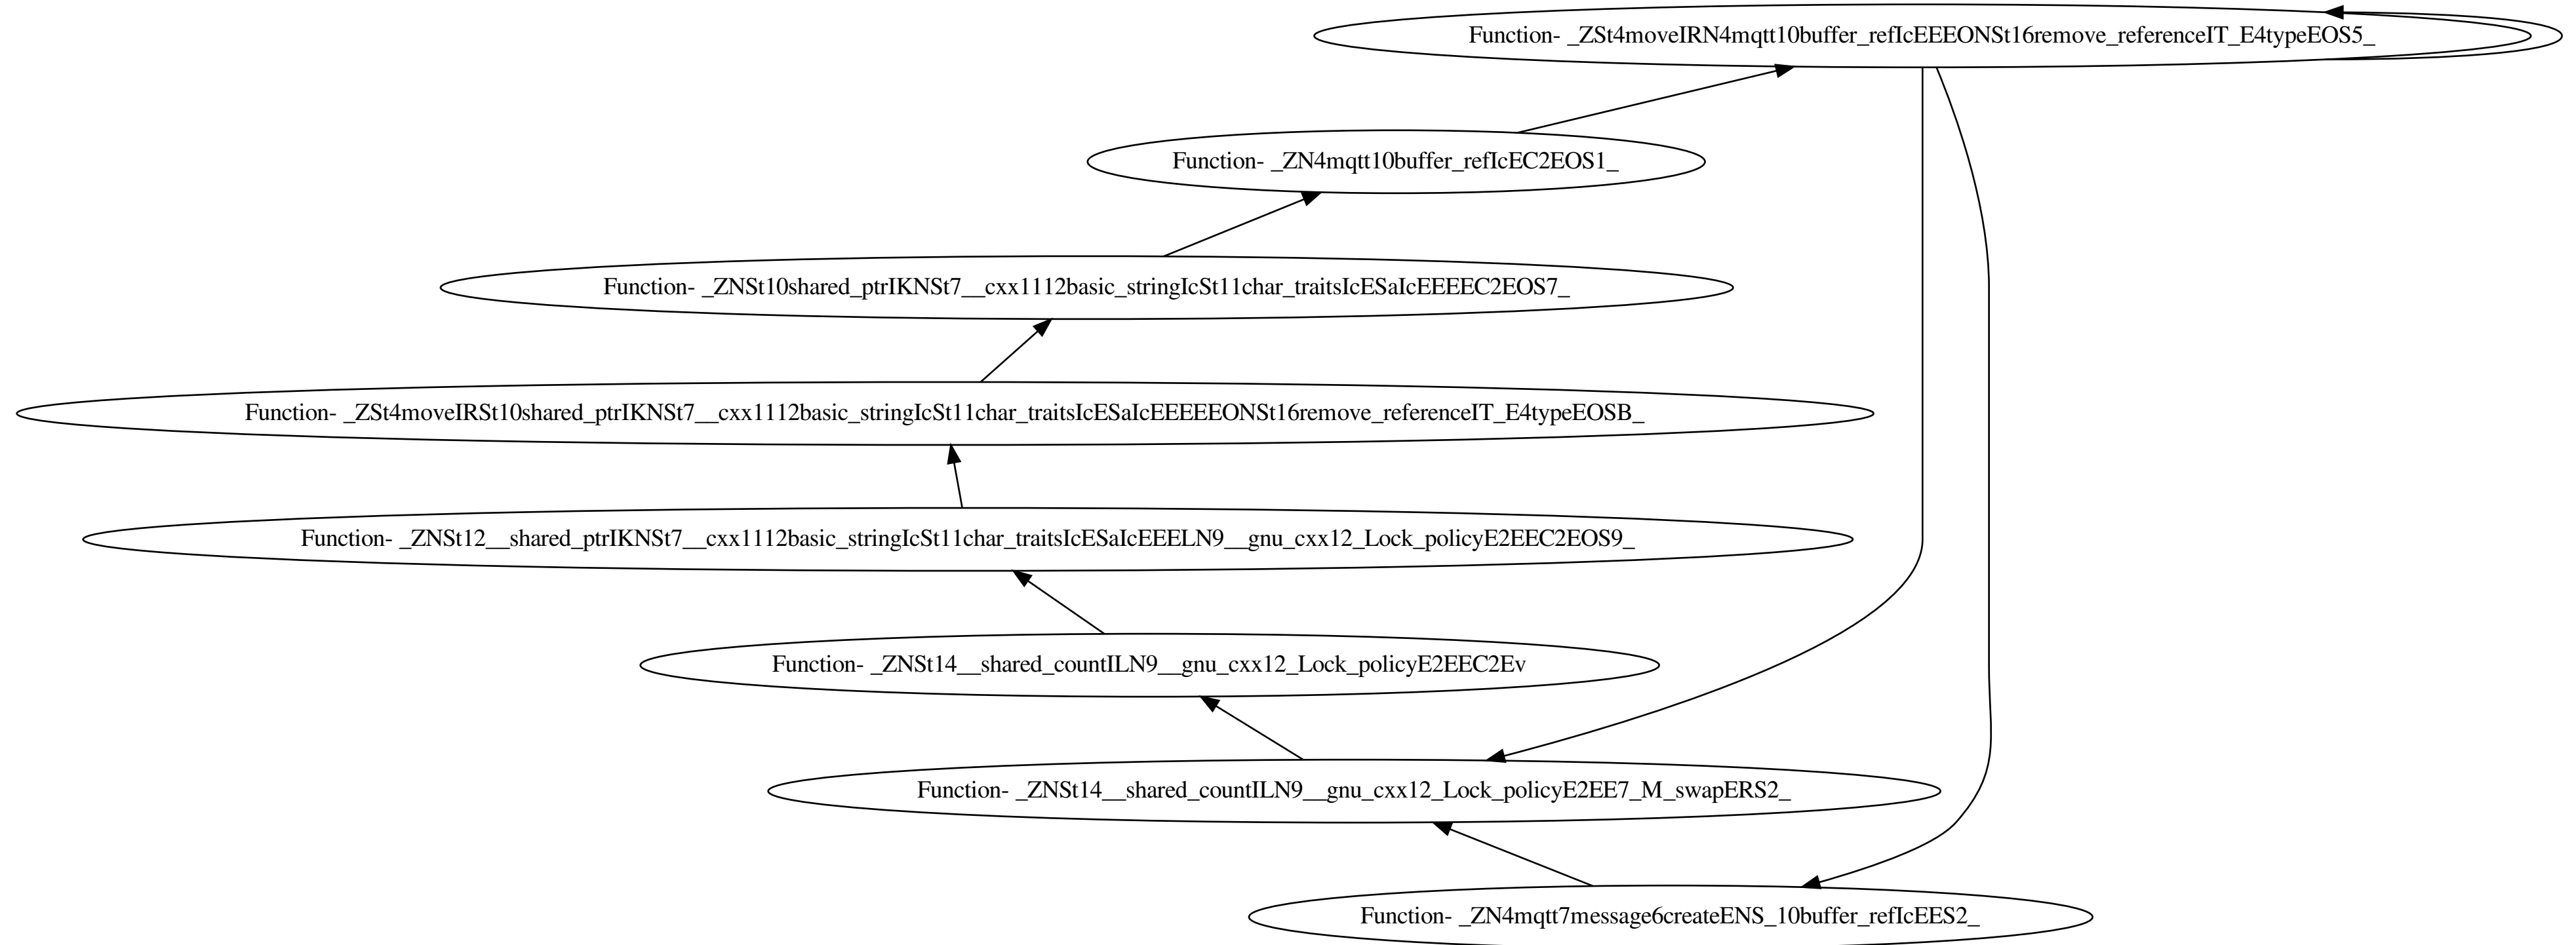 Function- _ZSt4moveIRN4mqtt10buffer_refIcEEEONSt16remove_referenceIT_E4typeEOS5_
Function- _ZN4mqtt10buffer_refIcEC2EOS1_
Function- _ZNSt10shared_ptrIKNSt7__cxx1112basic_stringIcSt11char_traitsIcESaIcEEEEC2EOS7_
Function- _ZSt4moveIRSt10shared_ptrIKNSt7__cxx1112basic_stringIcSt11char_traitsIcESaIcEEEEEONSt16remove_referenceIT_E4typeEOSB_
Function- _ZNSt12__shared_ptrIKNSt7__cxx1112basic_stringIcSt11char_traitsIcESaIcEEELN9__gnu_cxx12_Lock_policyE2EEC2EOS9_
Function- _ZNSt14__shared_countILN9__gnu_cxx12_Lock_policyE2EEC2Ev
Function- _ZNSt14__shared_countILN9__gnu_cxx12_Lock_policyE2EE7_M_swapERS2_
Function- _ZN4mqtt7message6createENS_10buffer_refIcEES2_